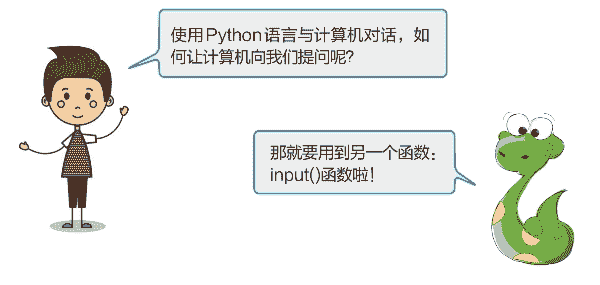 使用Python语言与计算机对话，如
何让计算机向我们提问呢？
那就要用到另一个函数：
input()函数啦！